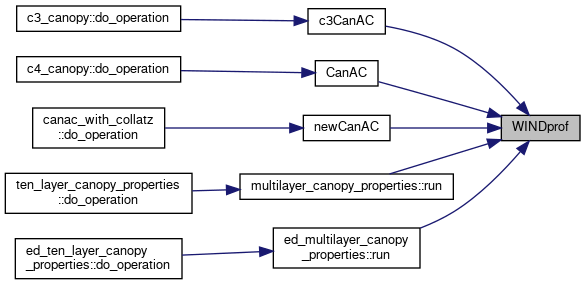 c3_canopy::do_operation
c3CanAC
c4_canopy::do_operation
CanAC
canac_with_collatz
::do_operation
newCanAC
WINDprof
ten_layer_canopy_properties
::do_operation
multilayer_canopy_properties::run
ed_ten_layer_canopy
_properties::do_operation
ed_multilayer_canopy
_properties::run